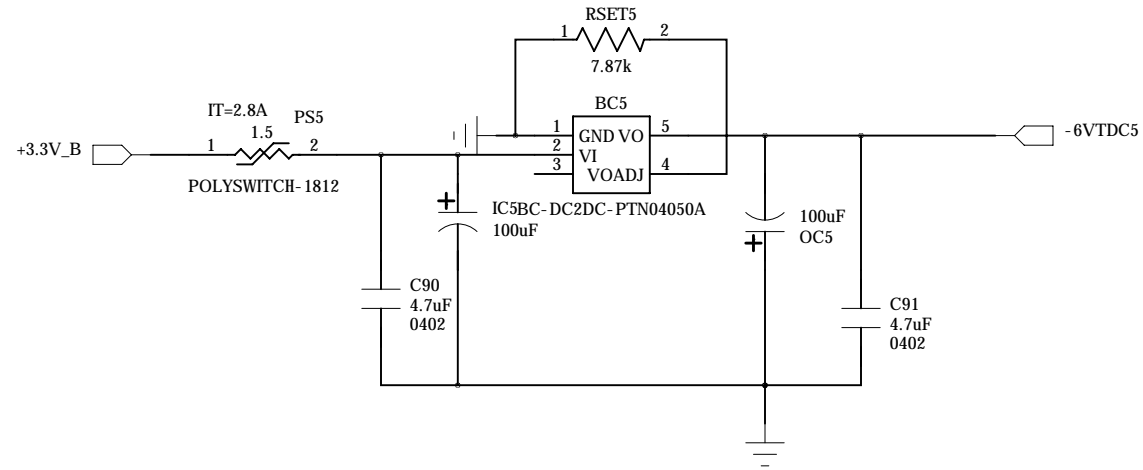 RSET5
1 2
7.87k
BC5
IT=2.8A
PS5
1.5
1 2
+3.3V_B
POLYSWITCH-1812
1 GND VO 5
2 VI
3 VOADJ 4
-6VTDC5
IC5
BC-DC2DC-PTN04050A
100uF
100uF
OC5
C90
4.7uF
0402
C91
4.7uF
0402